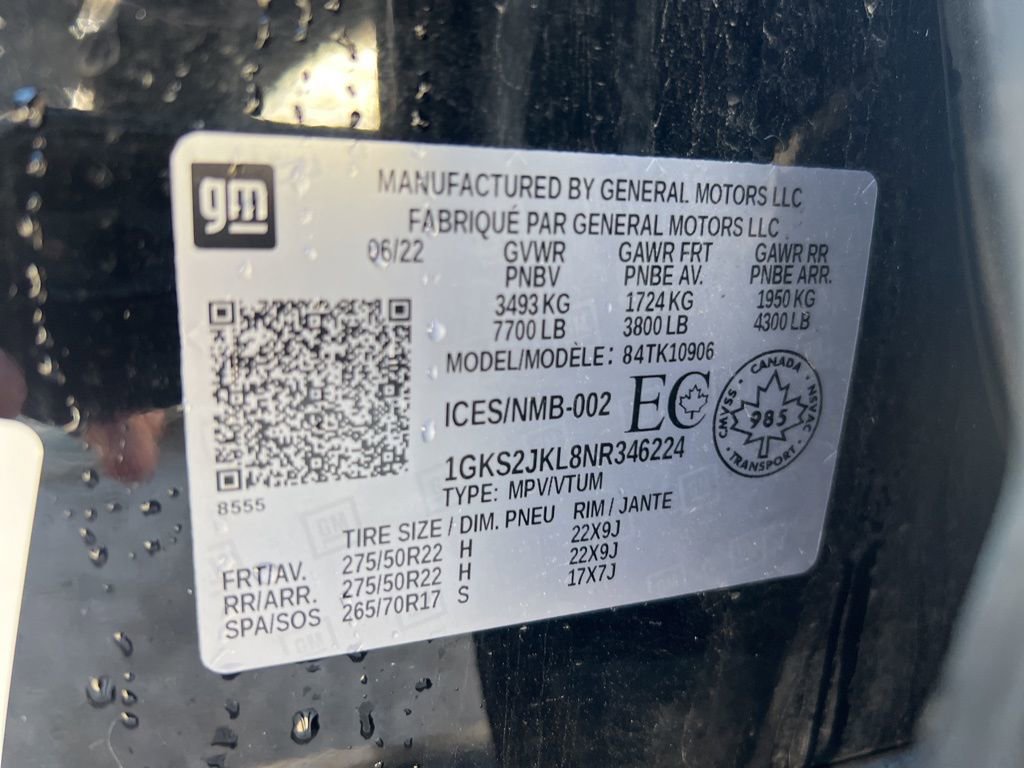 gm
MANUFACTURED BY GENERAL MOTORS LLC
FABRIQUÉ PAR GENERAL MOTORS LLC
06/22 GVWR GAWR FRT GAWR RR
PNBV PNBE AV. PNBE ARR.
3493 KG 1724 KG 1950 KG
7700 LB 3800 LB 4300 LB
MODEL/MODÈLE: 84TK10906
ICES/NMB-002 EC
CANADA
CMVSS 985 NSVAC
TRANSPORT
1GKS2JKL8NR346224
TYPE: MPV/VTUM
8555
TIRE SIZE / DIM. PNEU RIM / JANTE
FRT/AV. 275/50R22 H 22X9J
RR/ARR. 275/50R22 H 22X9J
SPA/SOS 265/70R17 S 17X7J